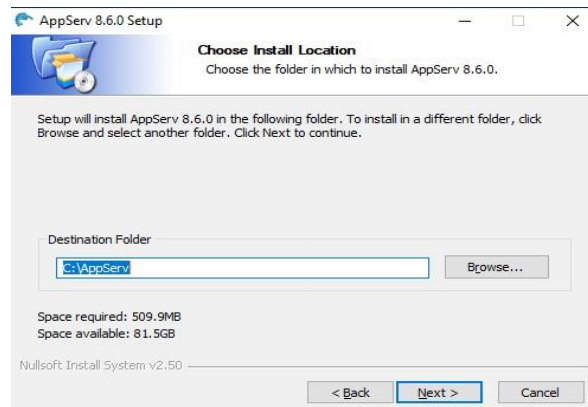 AppServ 8.6.0 Setup
Choose Install Location
Choose the folder in which to install AppServ 8.6.0.
Setup will install AppServ 8.6.0 in the following folder. To install in a different folder, click
Browse and select another folder. Click Next to continue.
Destination Folder
C:\AppServ
Browse...
Space required: 509.9MB
Space available: 81.5GB
Nullsoft Install System v2.50
< Back Next > Cancel